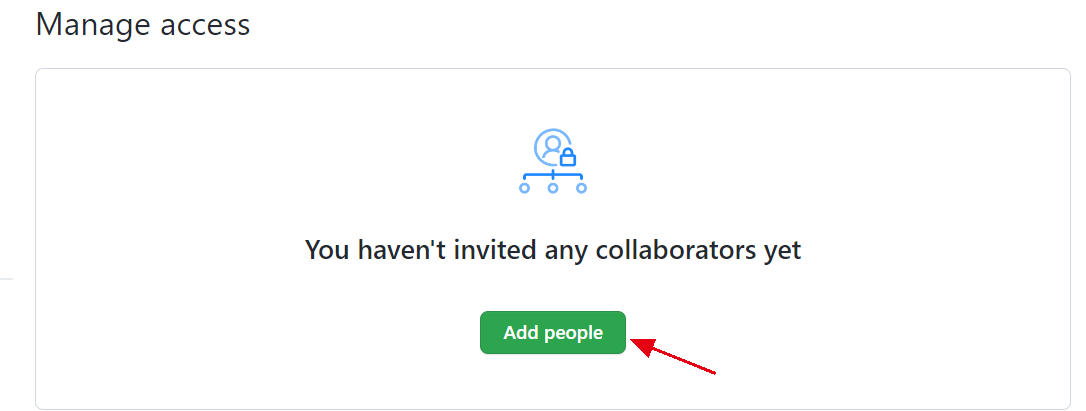 Manage access
You haven't invited any collaborators yet
Add people